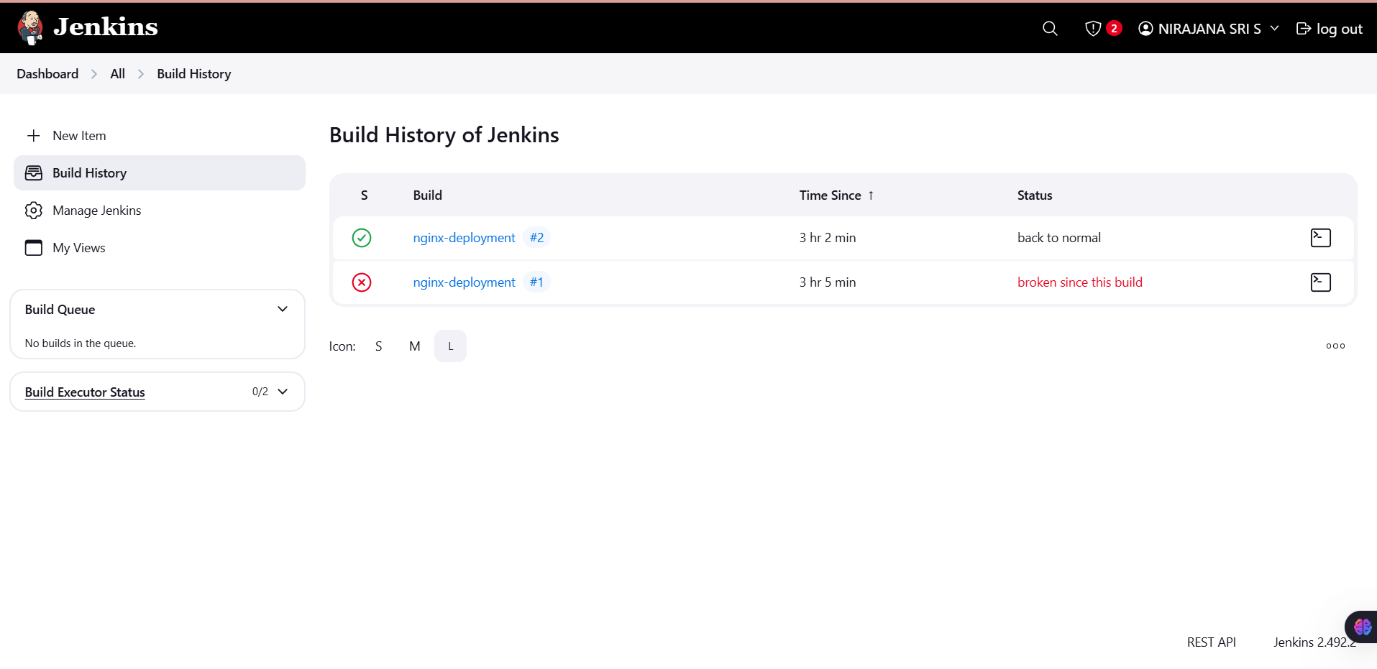 Jenkins
2 NIRAJANA SRI S log out
Dashboard All Build History
New Item
Build History
Manage Jenkins
My Views
Build Queue
No builds in the queue.
Build Executor Status 0/2
Build History of Jenkins
S Build Time Since ↑ Status
nginx-deployment #2 3 hr 2 min back to normal
nginx-deployment #1 3 hr 5 min broken since this build
Icon: S M L
REST API Jenkins 2.492.2